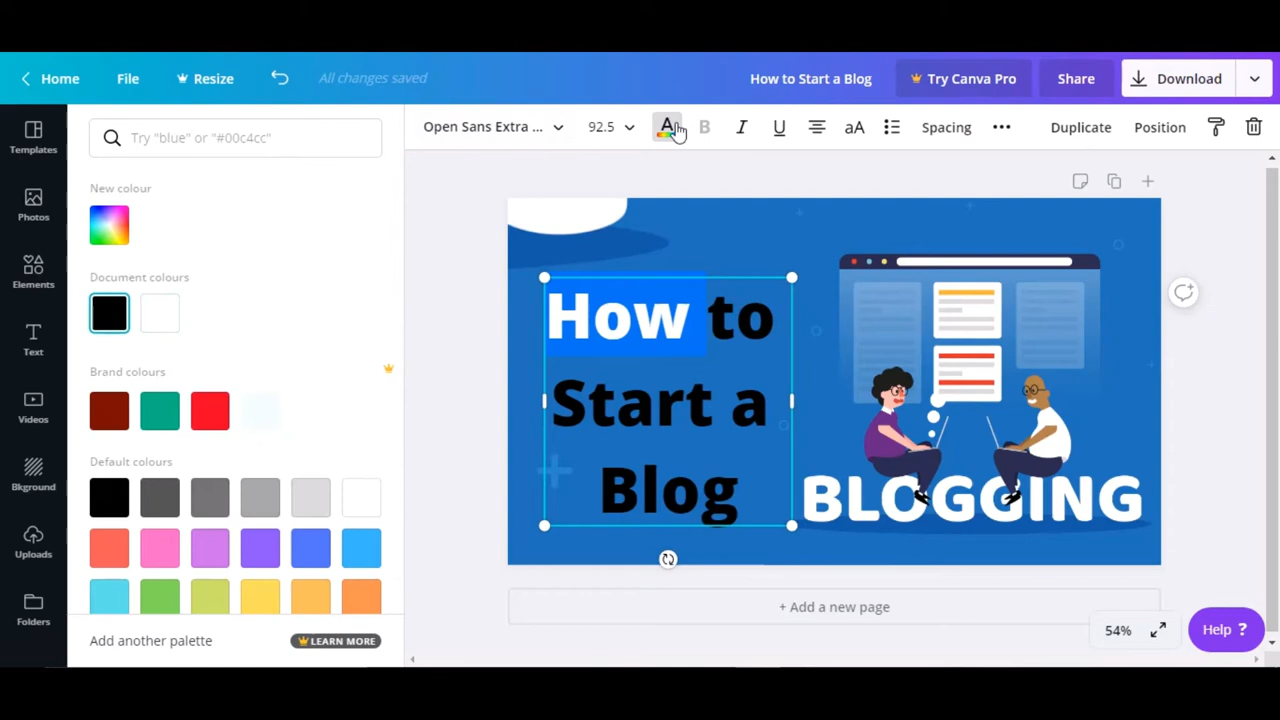 Home File Resize All changes saved How to Start a Blog Try Canva Pro Share Download
Open Sans Extra ... 92.5 A B I U aA Spacing ••• Duplicate Position
Templates
Photos
Elements
Text
Videos
Bkground
Uploads
Folders
Try "blue" or "#00c4cc"
New colour
Document colours
Brand colours
Default colours
Add another palette LEARN MORE
How to
Start a
Blog
BLOGGING
+ Add a new page
54% Help ?